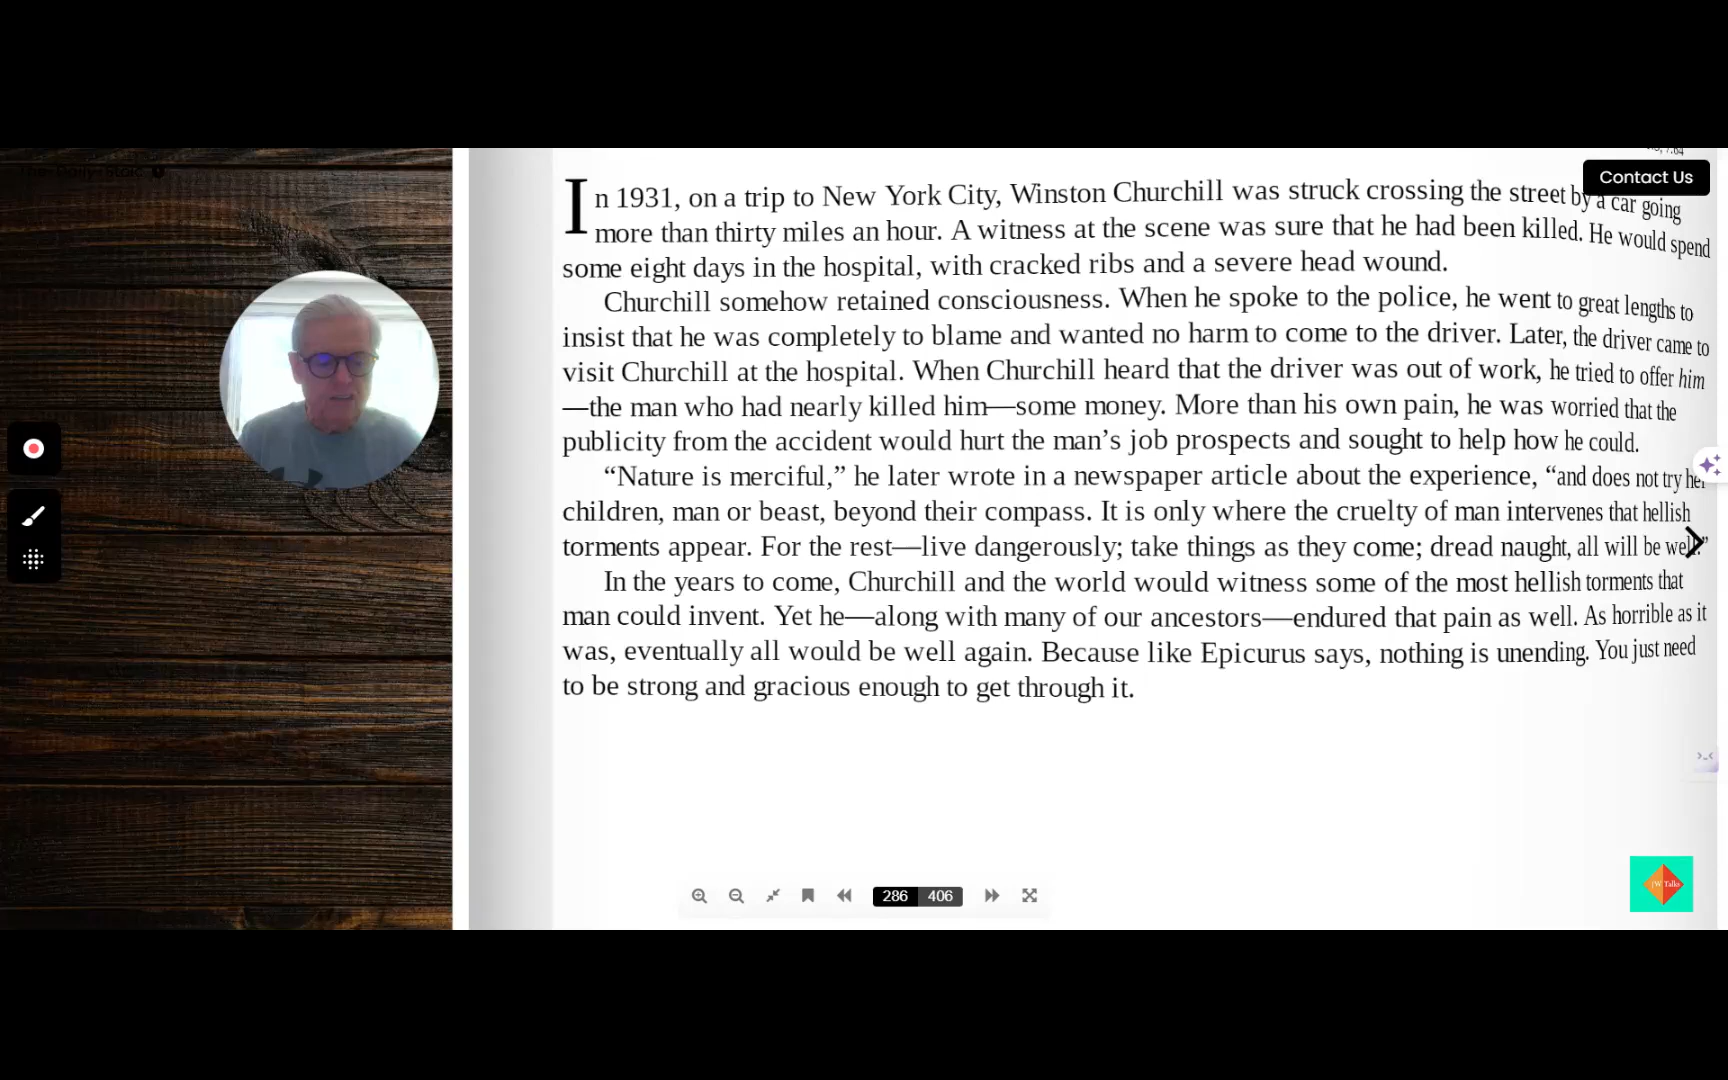 The Daily Stoic
7.64
Contact Us
In 1931, on a trip to New York City, Winston Churchill was struck crossing the street by a car going
more than thirty miles an hour. A witness at the scene was sure that he had been killed. He would spend
some eight days in the hospital, with cracked ribs and a severe head wound.
Churchill somehow retained consciousness. When he spoke to the police, he went to great lengths to
insist that he was completely to blame and wanted no harm to come to the driver. Later, the driver came to
visit Churchill at the hospital. When Churchill heard that the driver was out of work, he tried to offer him
—the man who had nearly killed him—some money. More than his own pain, he was worried that the
publicity from the accident would hurt the man’s job prospects and sought to help how he could.
“Nature is merciful,” he later wrote in a newspaper article about the experience, “and does not try her
children, man or beast, beyond their compass. It is only where the cruelty of man intervenes that hellish
torments appear. For the rest—live dangerously; take things as they come; dread naught, all will be well.”
In the years to come, Churchill and the world would witness some of the most hellish torments that
man could invent. Yet he—along with many of our ancestors—endured that pain as well. As horrible as it
was, eventually all would be well again. Because like Epicurus says, nothing is unending. You just need
to be strong and gracious enough to get through it.
286 406
JW Talks